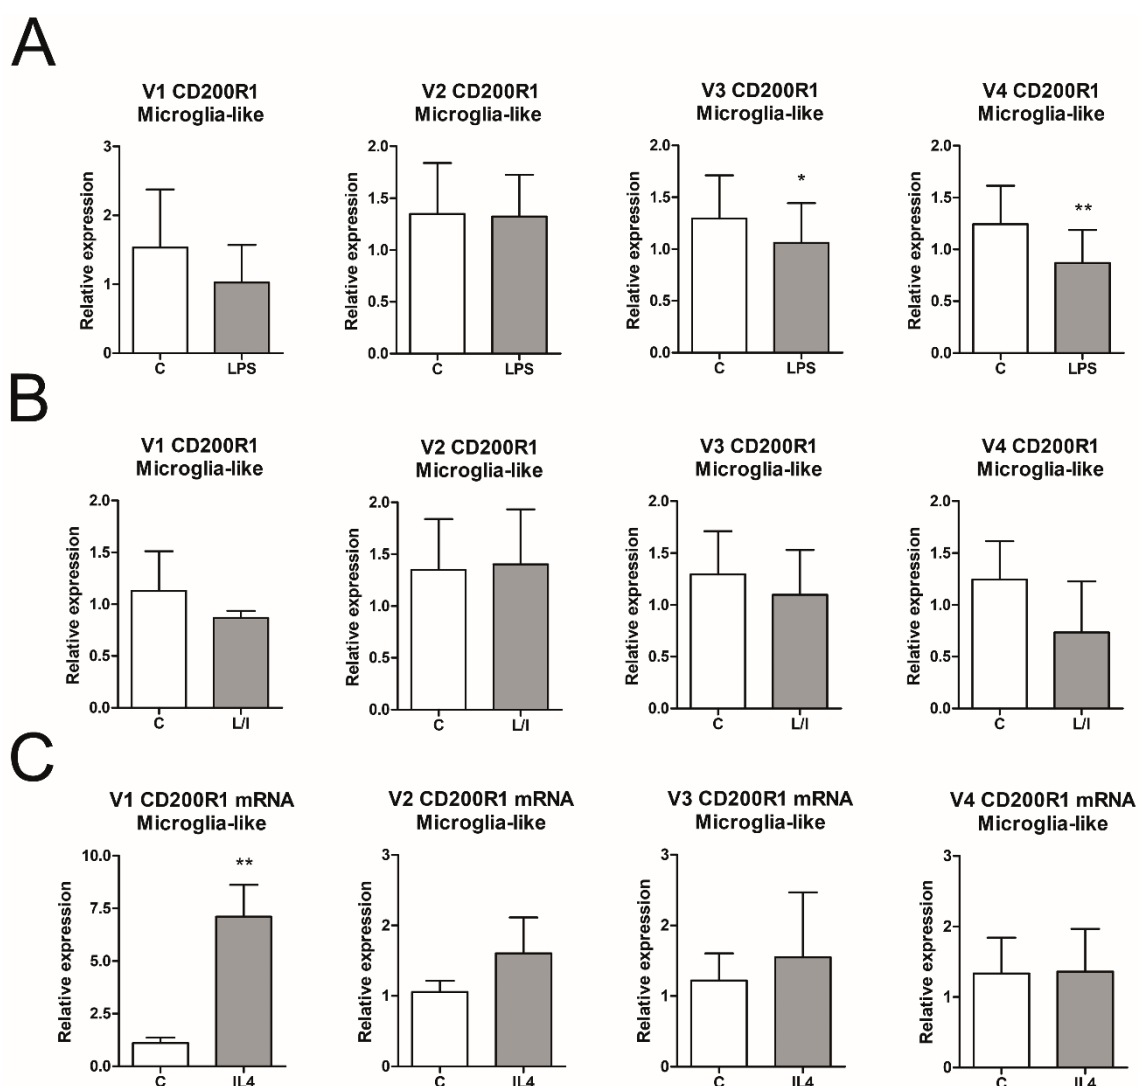 A
V1 CD200R1
Microglia-like
Relative expression
3
2
1
0
C
LPS
V2 CD200R1
Microglia-like
Relative expression
2.0
1.5
1.0
0.5
0.0
C
LPS
V3 CD200R1
Microglia-like
Relative expression
2.0
1.5
1.0
0.5
0.0
*
C
LPS
V4 CD200R1
Microglia-like
Relative expression
2.0
1.5
1.0
0.5
0.0
**
C
LPS
B
V1 CD200R1
Microglia-like
Relative expression
2.0
1.5
1.0
0.5
0.0
C
L/I
V2 CD200R1
Microglia-like
Relative expression
2.0
1.5
1.0
0.5
0.0
C
L/I
V3 CD200R1
Microglia-like
Relative expression
2.0
1.5
1.0
0.5
0.0
C
L/I
V4 CD200R1
Microglia-like
Relative expression
2.0
1.5
1.0
0.5
0.0
C
L/I
C
V1 CD200R1 mRNA
Microglia-like
Relative expression
10.0
7.5
5.0
2.5
0.0
**
C
IL4
V2 CD200R1 mRNA
Microglia-like
Relative expression
3
2
1
0
C
IL4
V3 CD200R1 mRNA
Microglia-like
Relative expression
3
2
1
0
C
IL4
V4 CD200R1 mRNA
Microglia-like
Relative expression
3
2
1
0
C
IL4